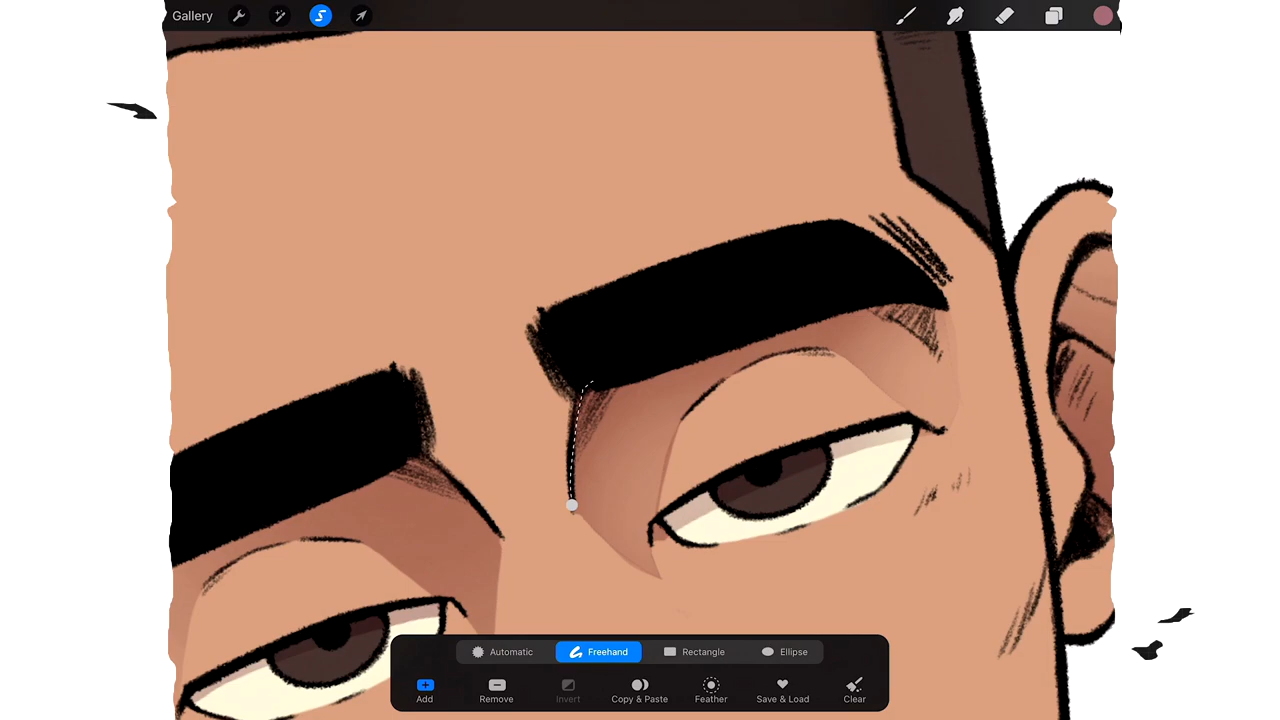 Gallery
Automatic Freehand Rectangle Ellipse
Add Remove Invert Copy & Paste Feather Save & Load Clear